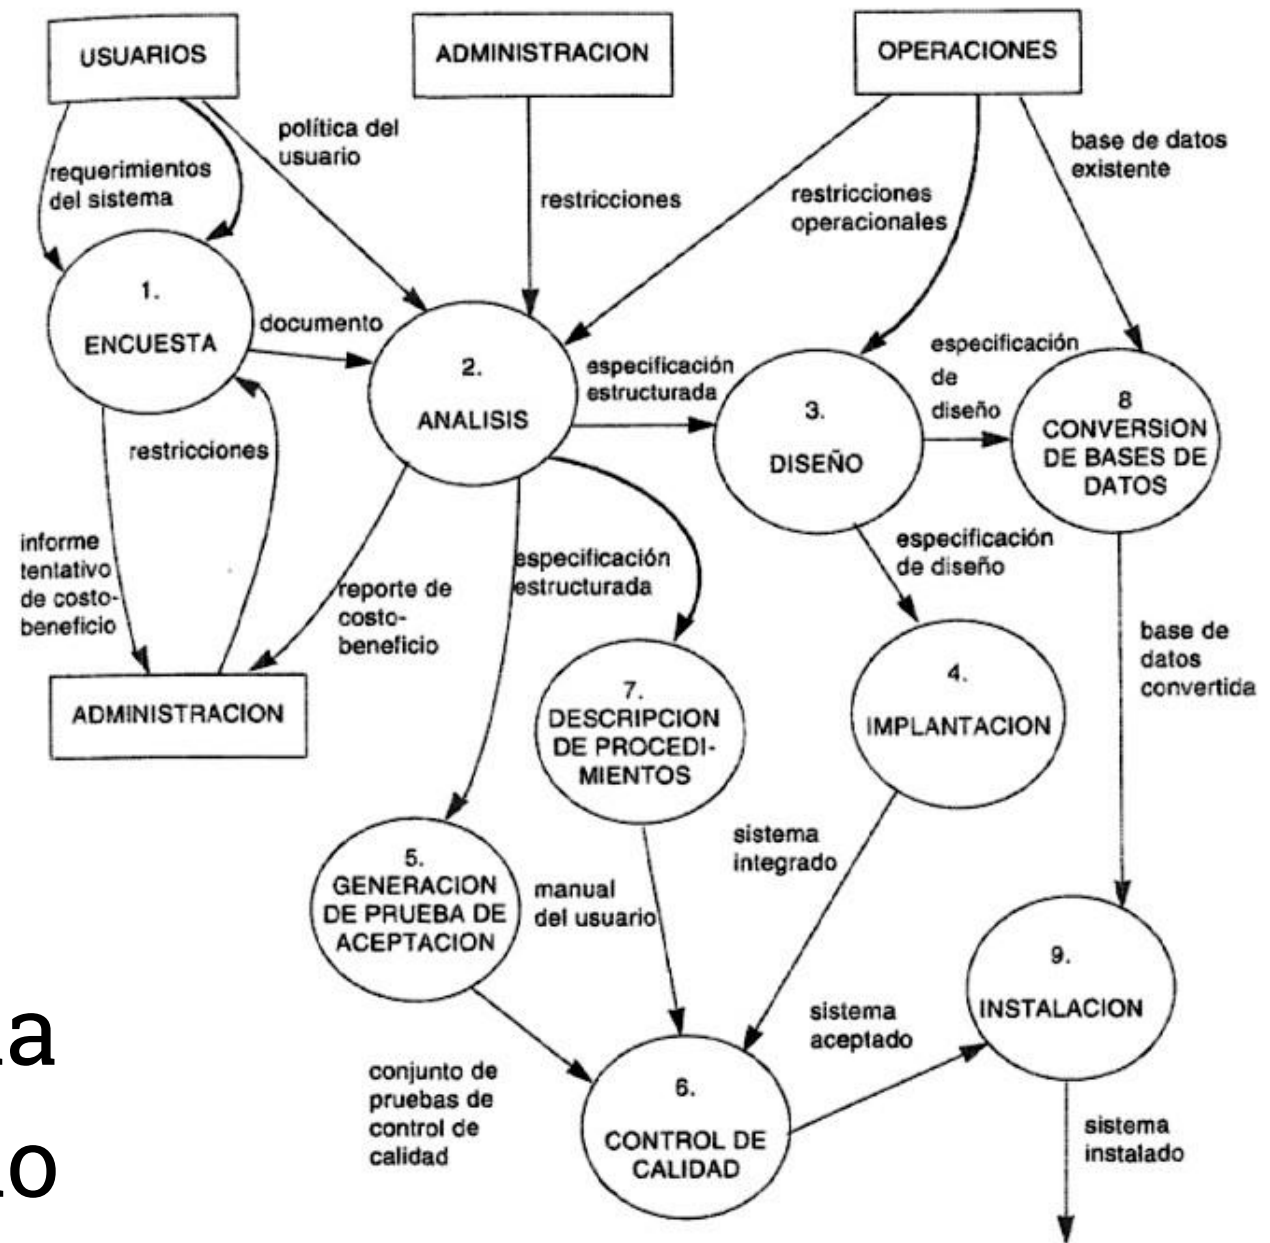 USUARIOS
ADMINISTRACION
OPERACIONES
política del
usuario
requerimientos
del sistema
restricciones
restricciones
operacionales
base de datos
existente
1.
ENCUESTA
documento
2.
ANALISIS
especificación
estructurada
3.
DISEÑO
especificación
de
diseño
8
CONVERSION
DE BASES DE
DATOS
restricciones
informe
tentativo
de costo-
beneficio
reporte de
costo-
beneficio
especificación
estructurada
especificación
de diseño
base de
datos
convertida
ADMINISTRACION
7.
DESCRIPCION
DE PROCEDI-
MIENTOS
4.
IMPLANTACION
5.
GENERACION
DE PRUEBA DE
ACEPTACION
manual
del usuario
sistema
integrado
9.
INSTALACION
sistema
aceptado
conjunto de
pruebas de
control de
calidad
6.
CONTROL DE
CALIDAD
sistema
instalado